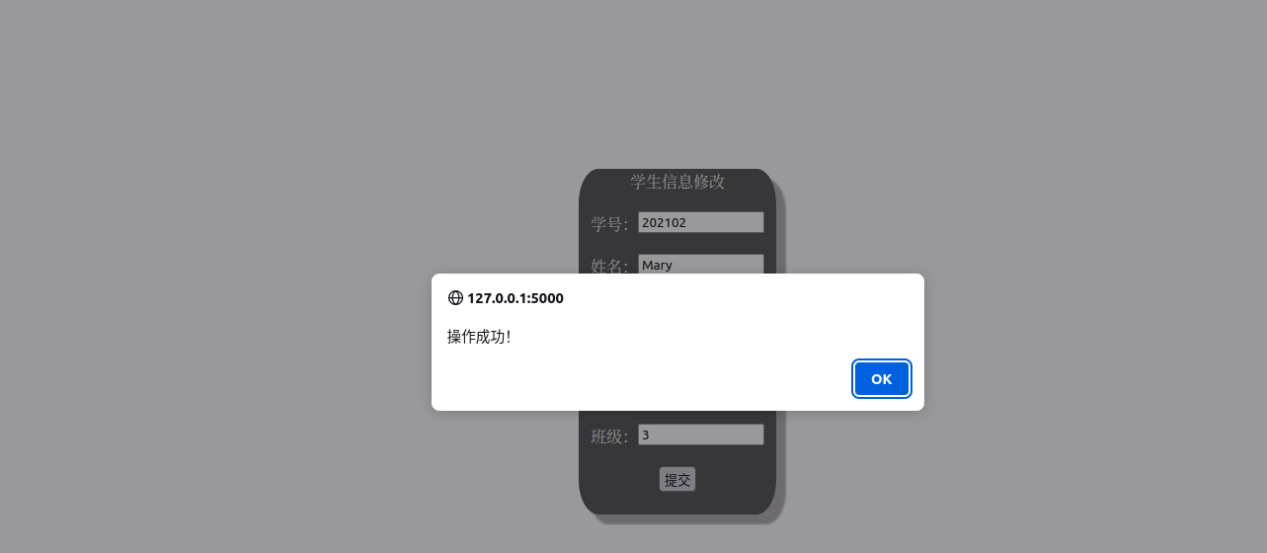 学生信息修改
学号： 202102
姓名： Mary
127.0.0.1:5000
操作成功！
OK
班级： 3
提交